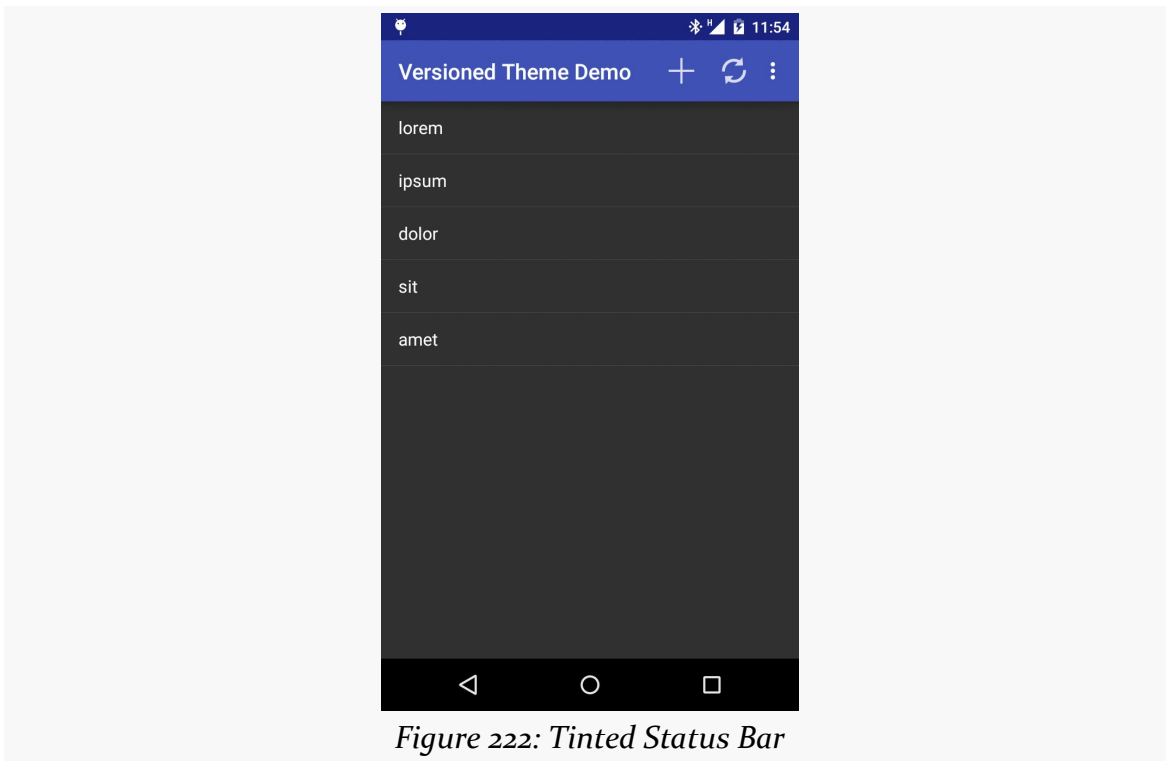 H 11:54
Versioned Theme Demo
lorem
ipsum
dolor
sit
amet
Figure 222: Tinted Status Bar